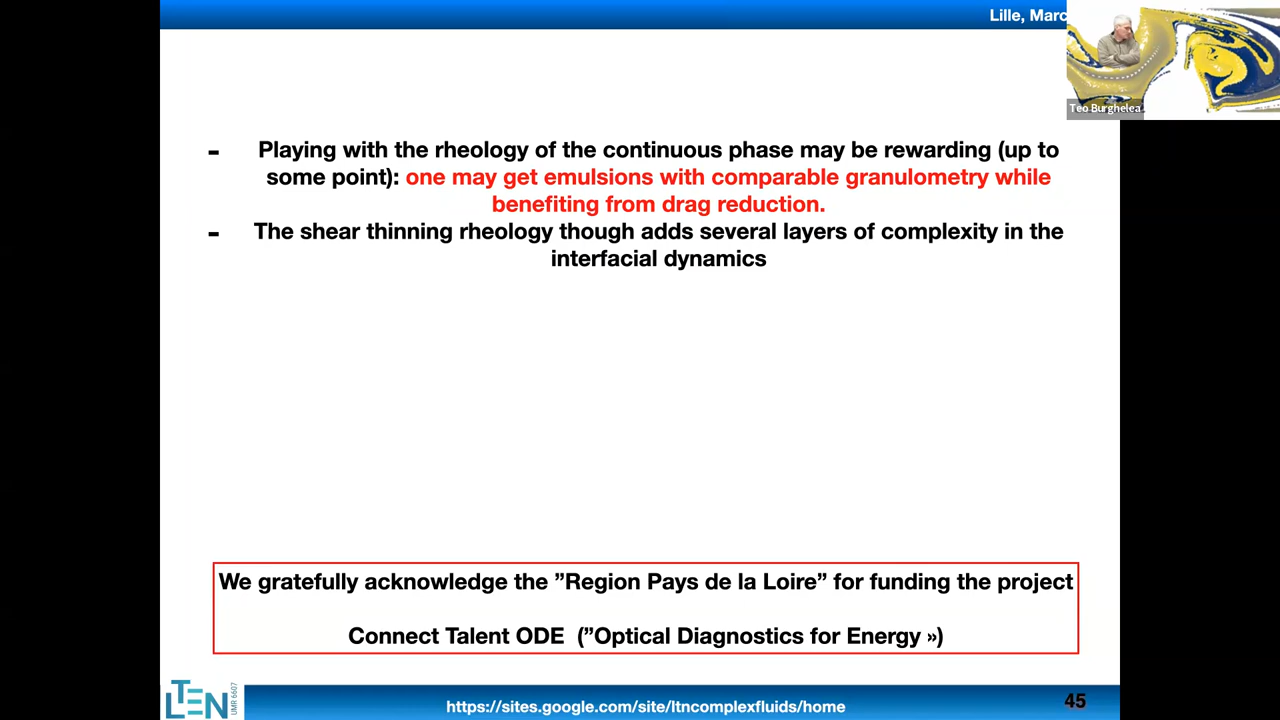 Lille, Marc
Teo Burghelea
- Playing with the rheology of the continuous phase may be rewarding (up to
some point): one may get emulsions with comparable granulometry while
benefiting from drag reduction.
- The shear thinning rheology though adds several layers of complexity in the
interfacial dynamics
We gratefully acknowledge the ”Region Pays de la Loire” for funding the project
Connect Talent ODE (”Optical Diagnostics for Energy »)
LTEN
UMR 6607
https://sites.google.com/site/ltncomplexfluids/home
45